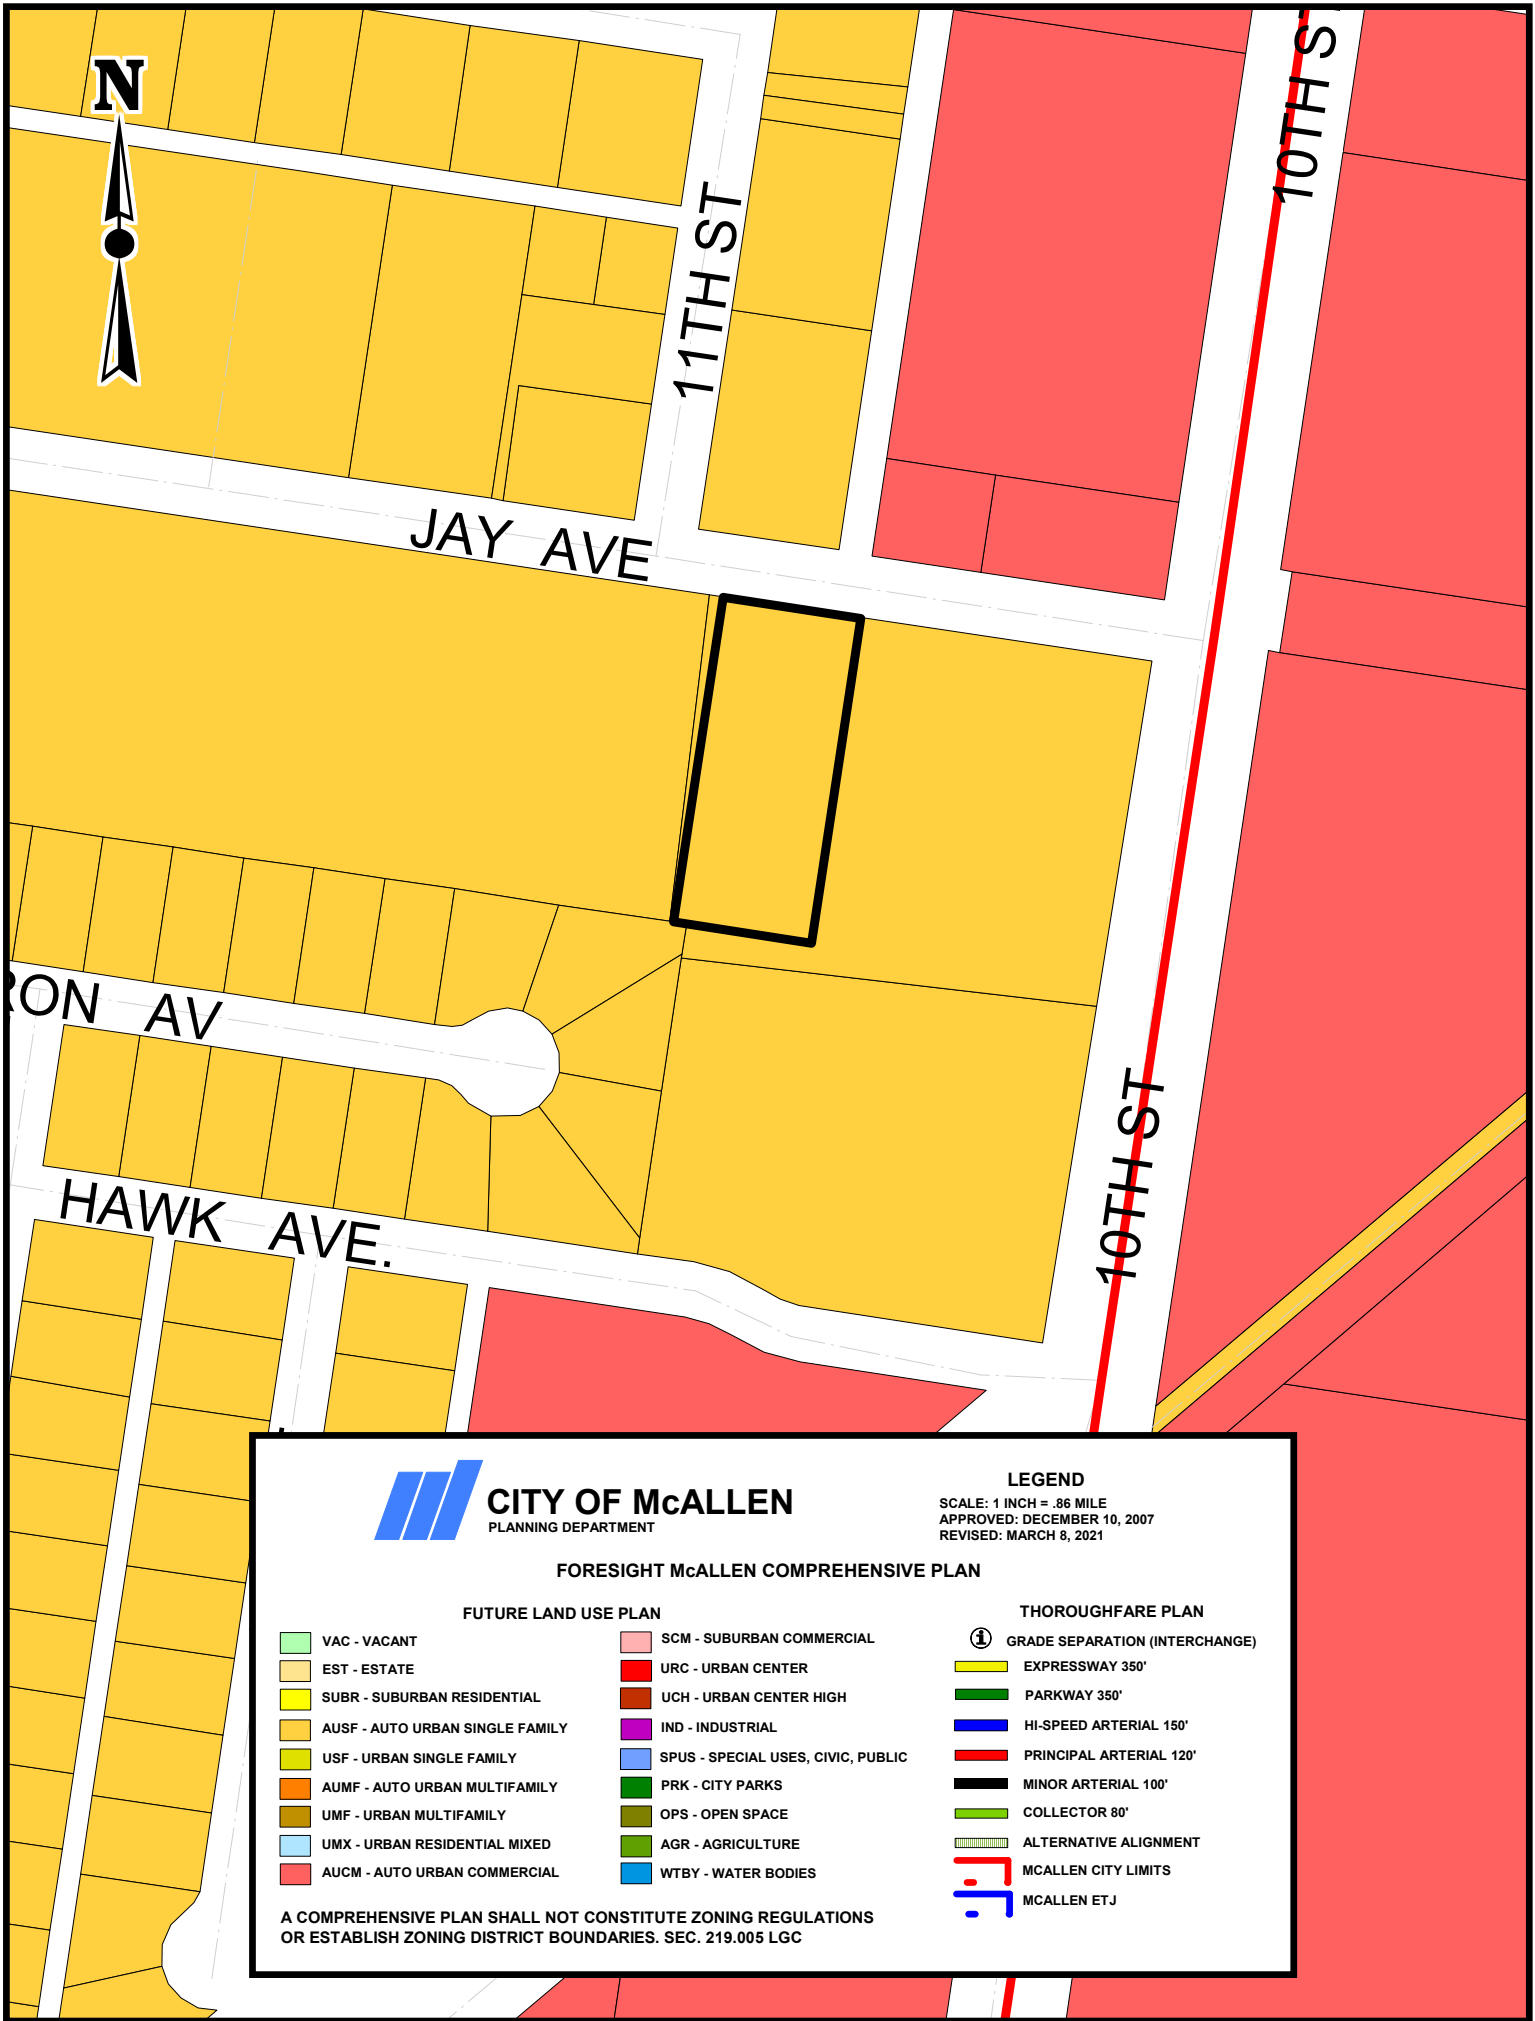 N
10TH ST
11TH ST
JAY AVE
RON AV
10TH ST
HAWK AVE.
CITY OF McALLEN
PLANNING DEPARTMENT
LEGEND
SCALE: 1 INCH = .86 MILE
APPROVED: DECEMBER 10, 2007
REVISED: MARCH 8, 2021
FORESIGHT McALLEN COMPREHENSIVE PLAN
FUTURE LAND USE PLAN
VAC - VACANT
EST - ESTATE
SUBR - SUBURBAN RESIDENTIAL
AUSF - AUTO URBAN SINGLE FAMILY
USF - URBAN SINGLE FAMILY
AUMF - AUTO URBAN MULTIFAMILY
UMF - URBAN MULTIFAMILY
UMX - URBAN RESIDENTIAL MIXED
AUCM - AUTO URBAN COMMERCIAL
SCM - SUBURBAN COMMERCIAL
URC - URBAN CENTER
UCH - URBAN CENTER HIGH
IND - INDUSTRIAL
SPUS - SPECIAL USES, CIVIC, PUBLIC
PRK - CITY PARKS
OPS - OPEN SPACE
AGR - AGRICULTURE
WTBY - WATER BODIES
THOROUGHFARE PLAN
GRADE SEPARATION (INTERCHANGE)
EXPRESSWAY 350'
PARKWAY 350'
HI-SPEED ARTERIAL 150'
PRINCIPAL ARTERIAL 120'
MINOR ARTERIAL 100'
COLLECTOR 80'
ALTERNATIVE ALIGNMENT
MCALLEN CITY LIMITS
MCALLEN ETJ
A COMPREHENSIVE PLAN SHALL NOT CONSTITUTE ZONING REGULATIONS
OR ESTABLISH ZONING DISTRICT BOUNDARIES. SEC. 219.005 LGC